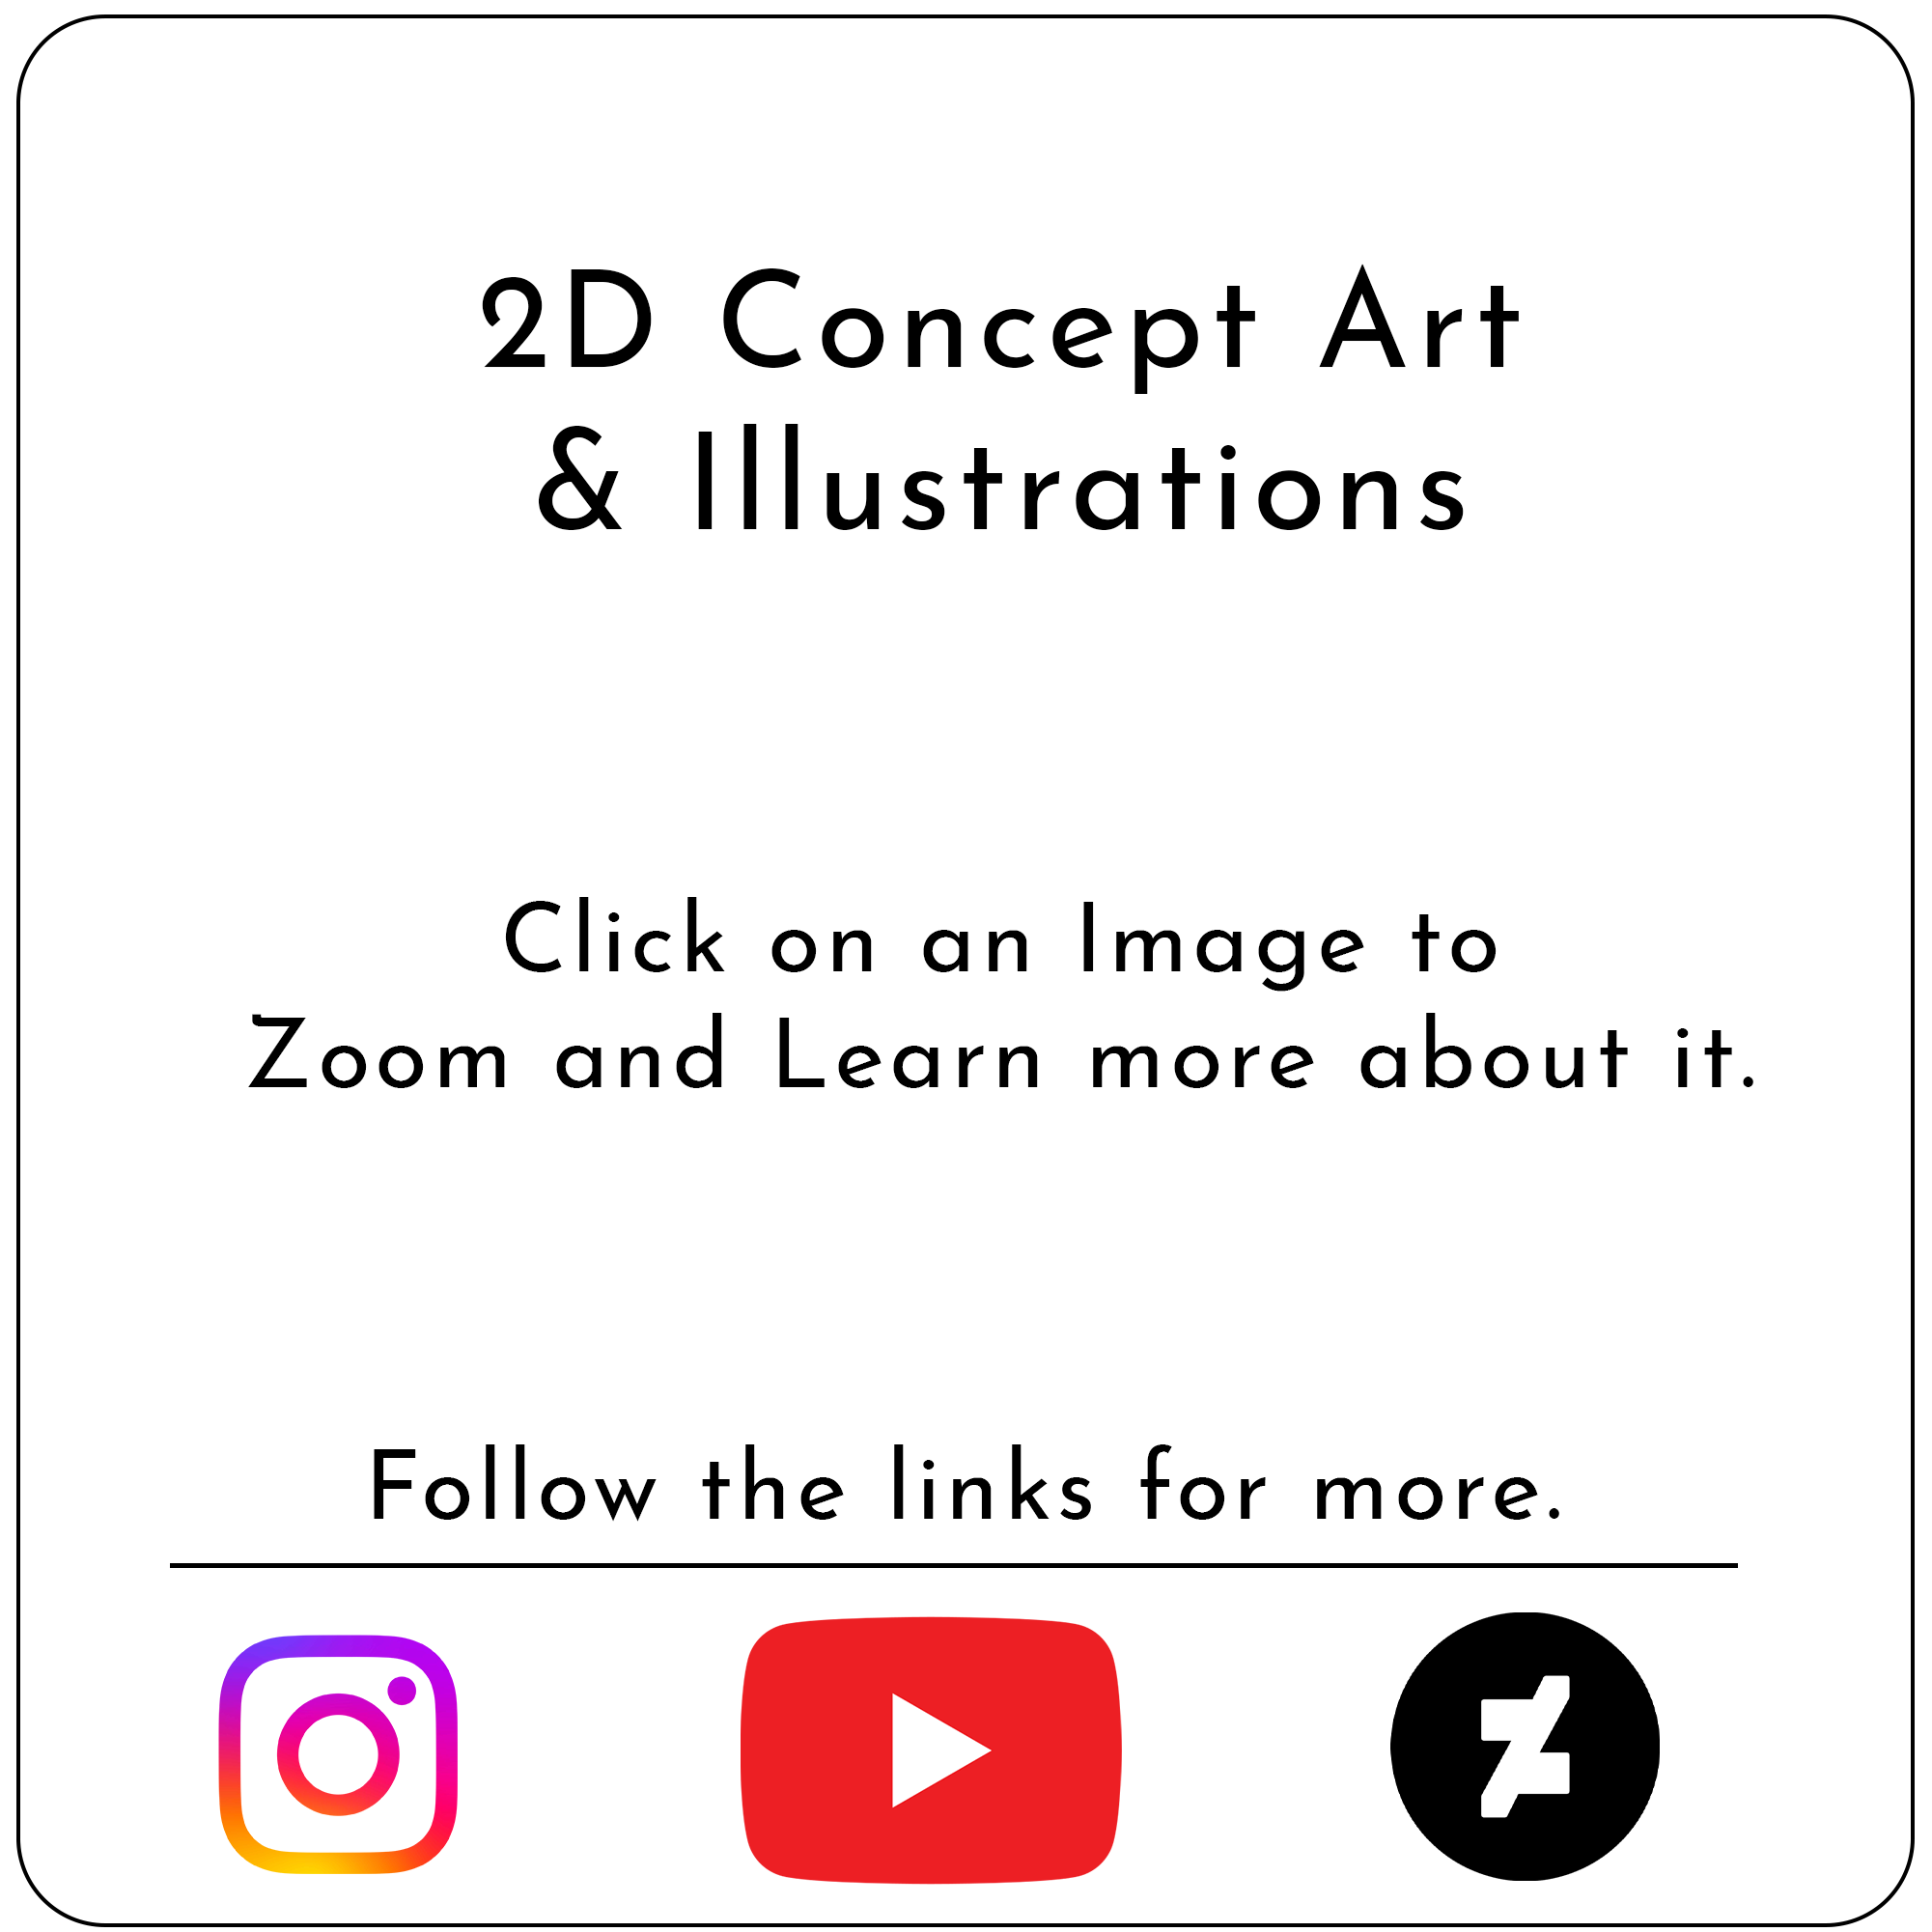 2D Concept Art
& Illustrations
Click on an Image to
Zoom and Learn more about it.
Follow the links for more.